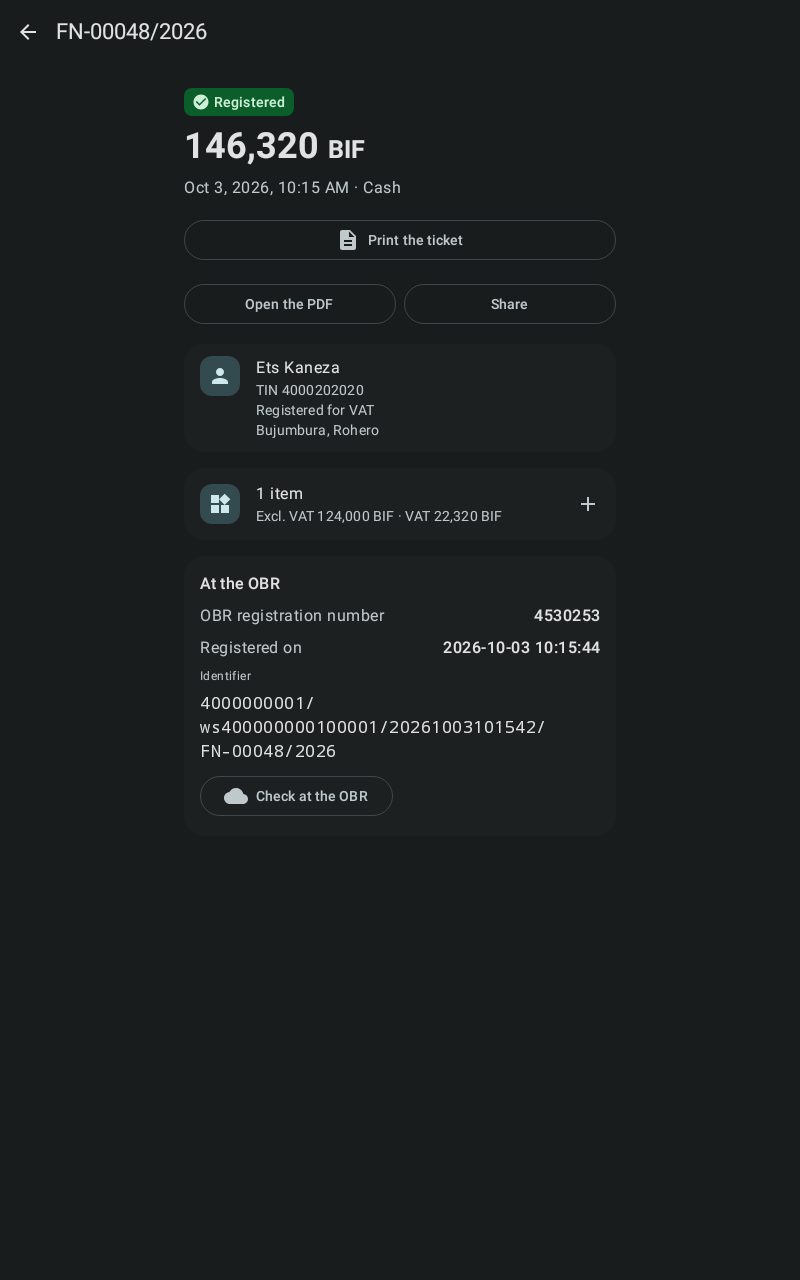 FN-00048/2026
Registered
146,320 BIF
Oct 3, 2026, 10:15 AM · Cash
Print the ticket
Open the PDF
Share
Ets Kaneza
TIN 4000202020
Registered for VAT
Bujumbura, Rohero
1 item
Excl. VAT 124,000 BIF · VAT 22,320 BIF
At the OBR
OBR registration number 4530253
Registered on 2026-10-03 10:15:44
Identifier
4000000001/
ws400000000100001/20261003101542/
FN-00048/2026
Check at the OBR